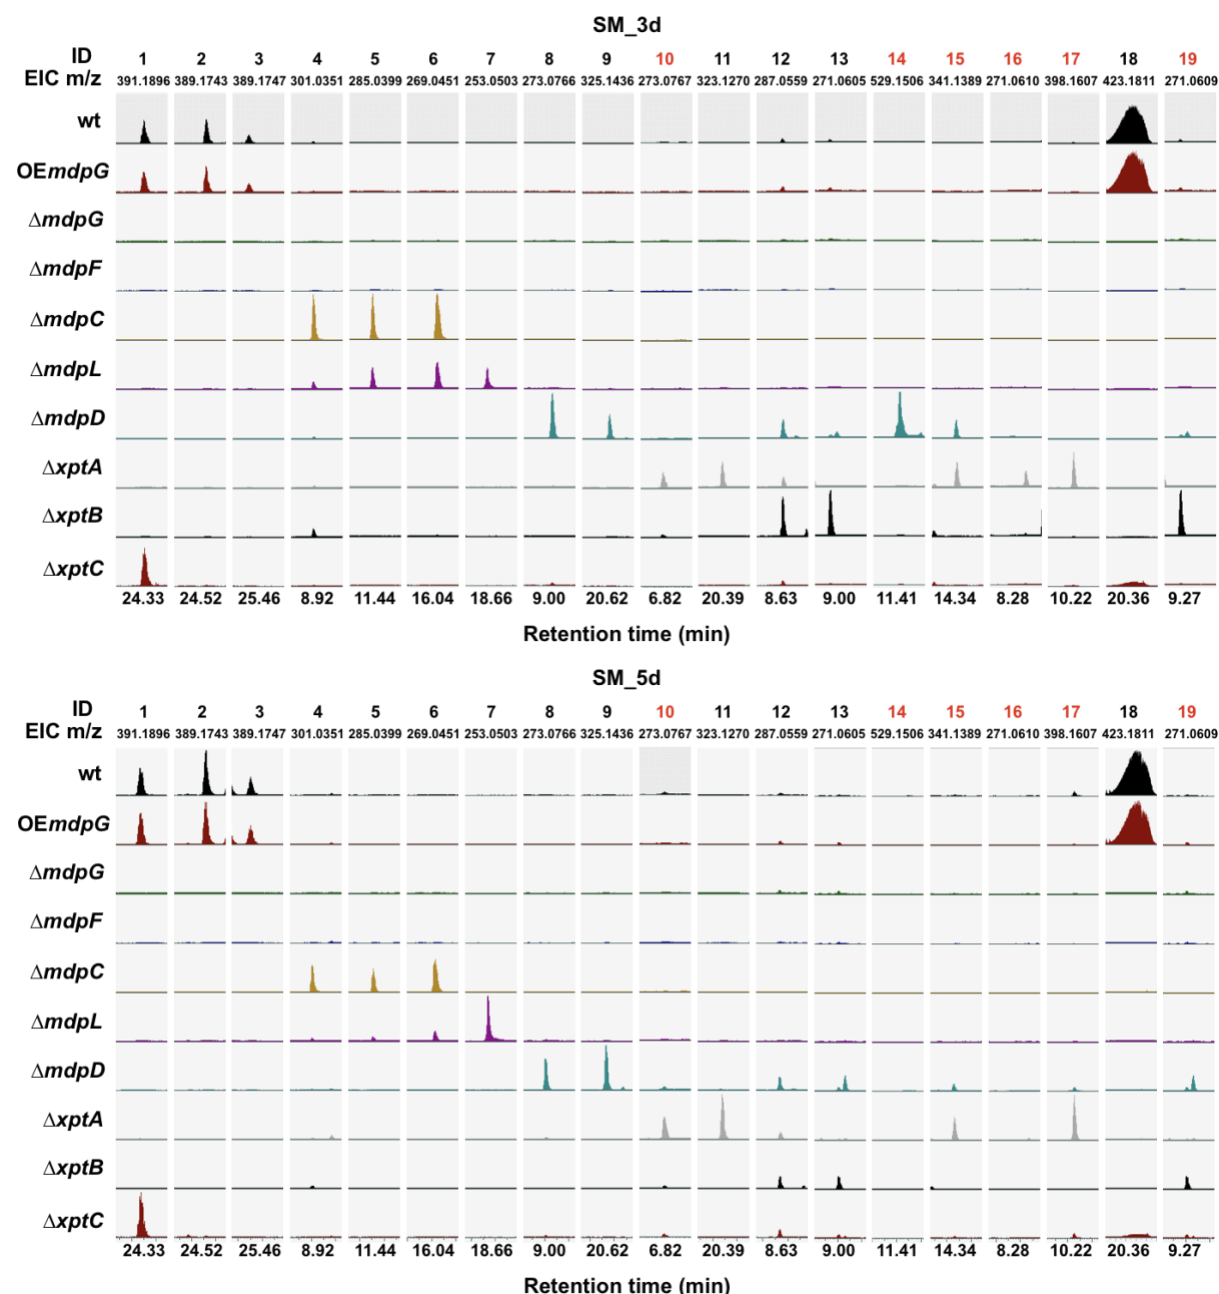 SM_3d
ID 1 2 3 4 5 6 7 8 9 10 11 12 13 14 15 16 17 18 19
EIC m/z 391.1896 389.1743 389.1747 301.0351 285.0399 269.0451 253.0503 273.0766 325.1436 273.0767 323.1270 287.0559 271.0605 529.1506 341.1389 271.0610 398.1607 423.1811 271.0609
wt
OEmdpG
ΔmdpG
ΔmdpF
ΔmdpC
ΔmdpL
ΔmdpD
ΔxptA
ΔxptB
ΔxptC
24.33 24.52 25.46 8.92 11.44 16.04 18.66 9.00 20.62 6.82 20.39 8.63 9.00 11.41 14.34 8.28 10.22 20.36 9.27
Retention time (min)
SM_5d
ID 1 2 3 4 5 6 7 8 9 10 11 12 13 14 15 16 17 18 19
EIC m/z 391.1896 389.1743 389.1747 301.0351 285.0399 269.0451 253.0503 273.0766 325.1436 273.0767 323.1270 287.0559 271.0605 529.1506 341.1389 271.0610 398.1607 423.1811 271.0609
wt
OEmdpG
ΔmdpG
ΔmdpF
ΔmdpC
ΔmdpL
ΔmdpD
ΔxptA
ΔxptB
ΔxptC
24.33 24.52 25.46 8.92 11.44 16.04 18.66 9.00 20.62 6.82 20.39 8.63 9.00 11.41 14.34 8.28 10.22 20.36 9.27
Retention time (min)